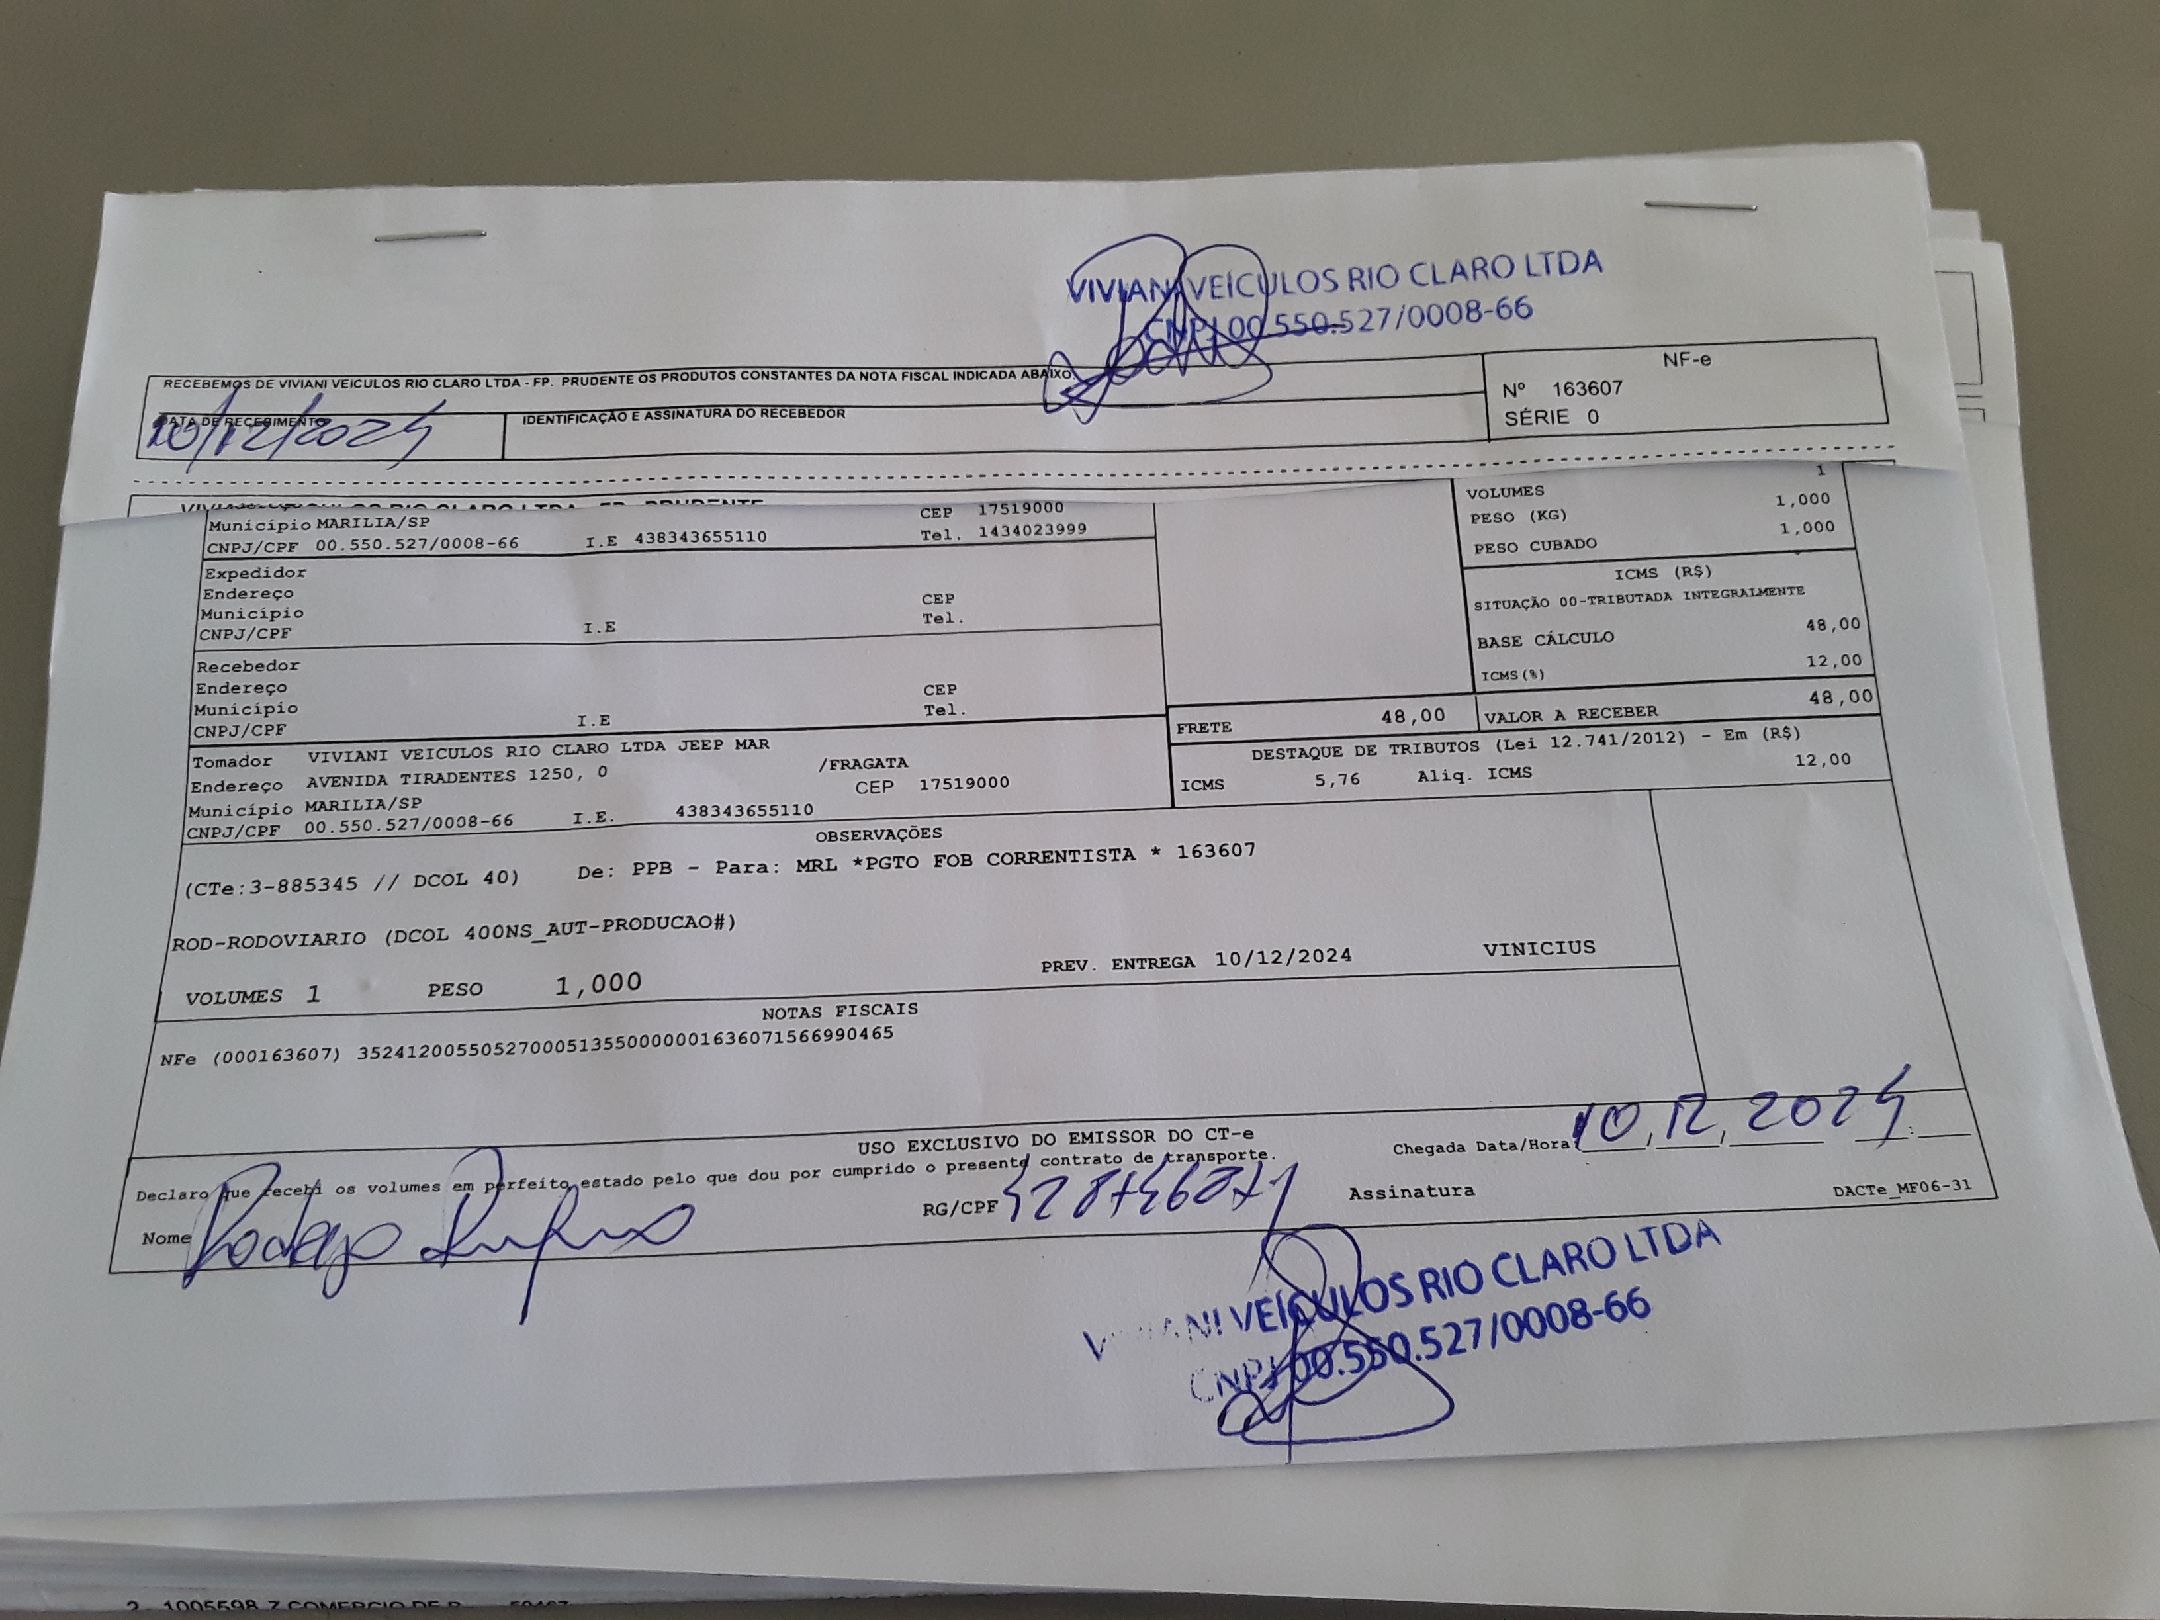 VIVIANI VEÍCULOS RIO CLARO LTDA
CNPJ 00.550.527/0008-66
RECEBEMOS DE VIVIANI VEICULOS RIO CLARO LTDA - FP. PRUDENTE OS PRODUTOS CONSTANTES DA NOTA FISCAL INDICADA ABAIXO.
NF-e
Nº 163607
SÉRIE 0
DATA DE RECEBIMENTO
10/12/2024
IDENTIFICAÇÃO E ASSINATURA DO RECEBEDOR
VIVIANI VEICULOS RIO CLARO LTDA - FP. PRUDENTE
Município MARILIA/SP CEP 17519000
CNPJ/CPF 00.550.527/0008-66 I.E 438343655110 Tel. 1434023999
Expedidor
Endereço
Município CEP
CNPJ/CPF I.E Tel.
Recebedor
Endereço
Município CEP
CNPJ/CPF I.E Tel.
1
VOLUMES 1,000
PESO (KG) 1,000
PESO CUBADO
ICMS (R$)
SITUAÇÃO 00-TRIBUTADA INTEGRALMENTE
BASE CÁLCULO 48,00
ICMS(%) 12,00
FRETE 48,00 VALOR A RECEBER 48,00
Tomador VIVIANI VEICULOS RIO CLARO LTDA JEEP MAR
Endereço AVENIDA TIRADENTES 1250, 0 /FRAGATA
Município MARILIA/SP CEP 17519000
CNPJ/CPF 00.550.527/0008-66 I.E. 438343655110
DESTAQUE DE TRIBUTOS (Lei 12.741/2012) - Em (R$)
ICMS 5,76 Aliq. ICMS 12,00
OBSERVAÇÕES
(CTe:3-885345 // DCOL 40) De: PPB - Para: MRL *PGTO FOB CORRENTISTA * 163607
ROD-RODOVIARIO (DCOL 400NS_AUT-PRODUCAO#)
VOLUMES 1 PESO 1,000 PREV. ENTREGA 10/12/2024 VINICIUS
NOTAS FISCAIS
NFe (000163607) 35241200550527000513550000001636071566990465
USO EXCLUSIVO DO EMISSOR DO CT-e
Declaro que recebi os volumes em perfeito estado pelo que dou por cumprido o presente contrato de transporte.
Chegada Data/Hora 10, 12, 2024 :
Nome Rodrigo RG/CPF Assinatura DACTe_MF06-31
VIVIANI VEÍCULOS RIO CLARO LTDA
CNPJ 00.550.527/0008-66